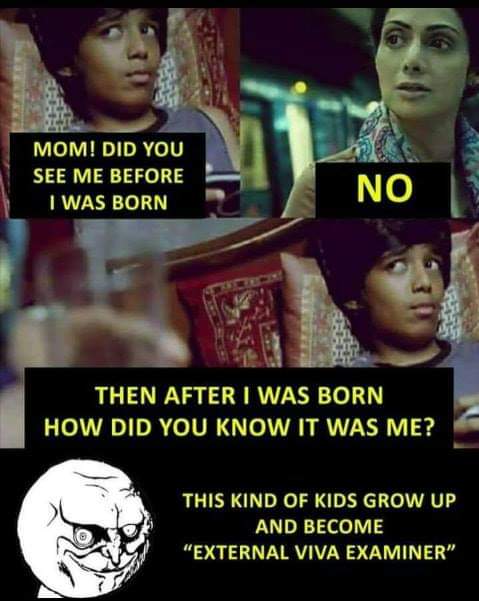 MOM! DID YOU
SEE ME BEFORE
I WAS BORN
NO
THEN AFTER I WAS BORN
HOW DID YOU KNOW IT WAS ME?
THIS KIND OF KIDS GROW UP
AND BECOME
“EXTERNAL VIVA EXAMINER”